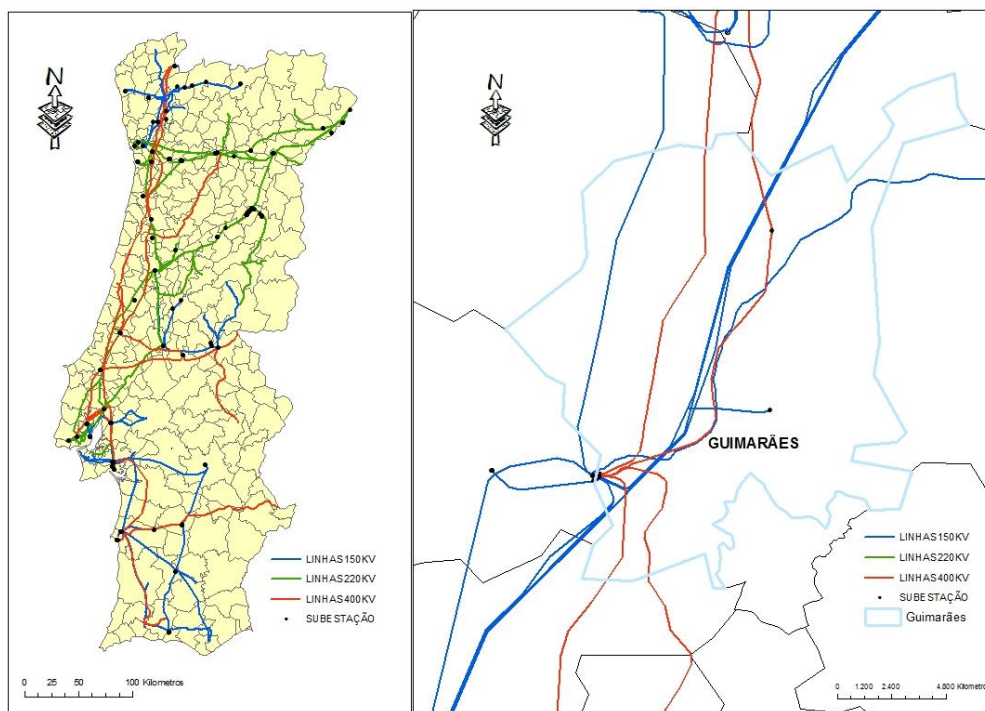 N
LINHAS150KV
LINHAS220KV
LINHAS400KV
SUBESTAÇÃO
0 25 50 100 Kilometros
N
GUIMARÃES
LINHAS150KV
LINHAS220KV
LINHAS400KV
SUBESTAÇÃO
Guimarães
0 1.200 2.400 4.800 Kilometros